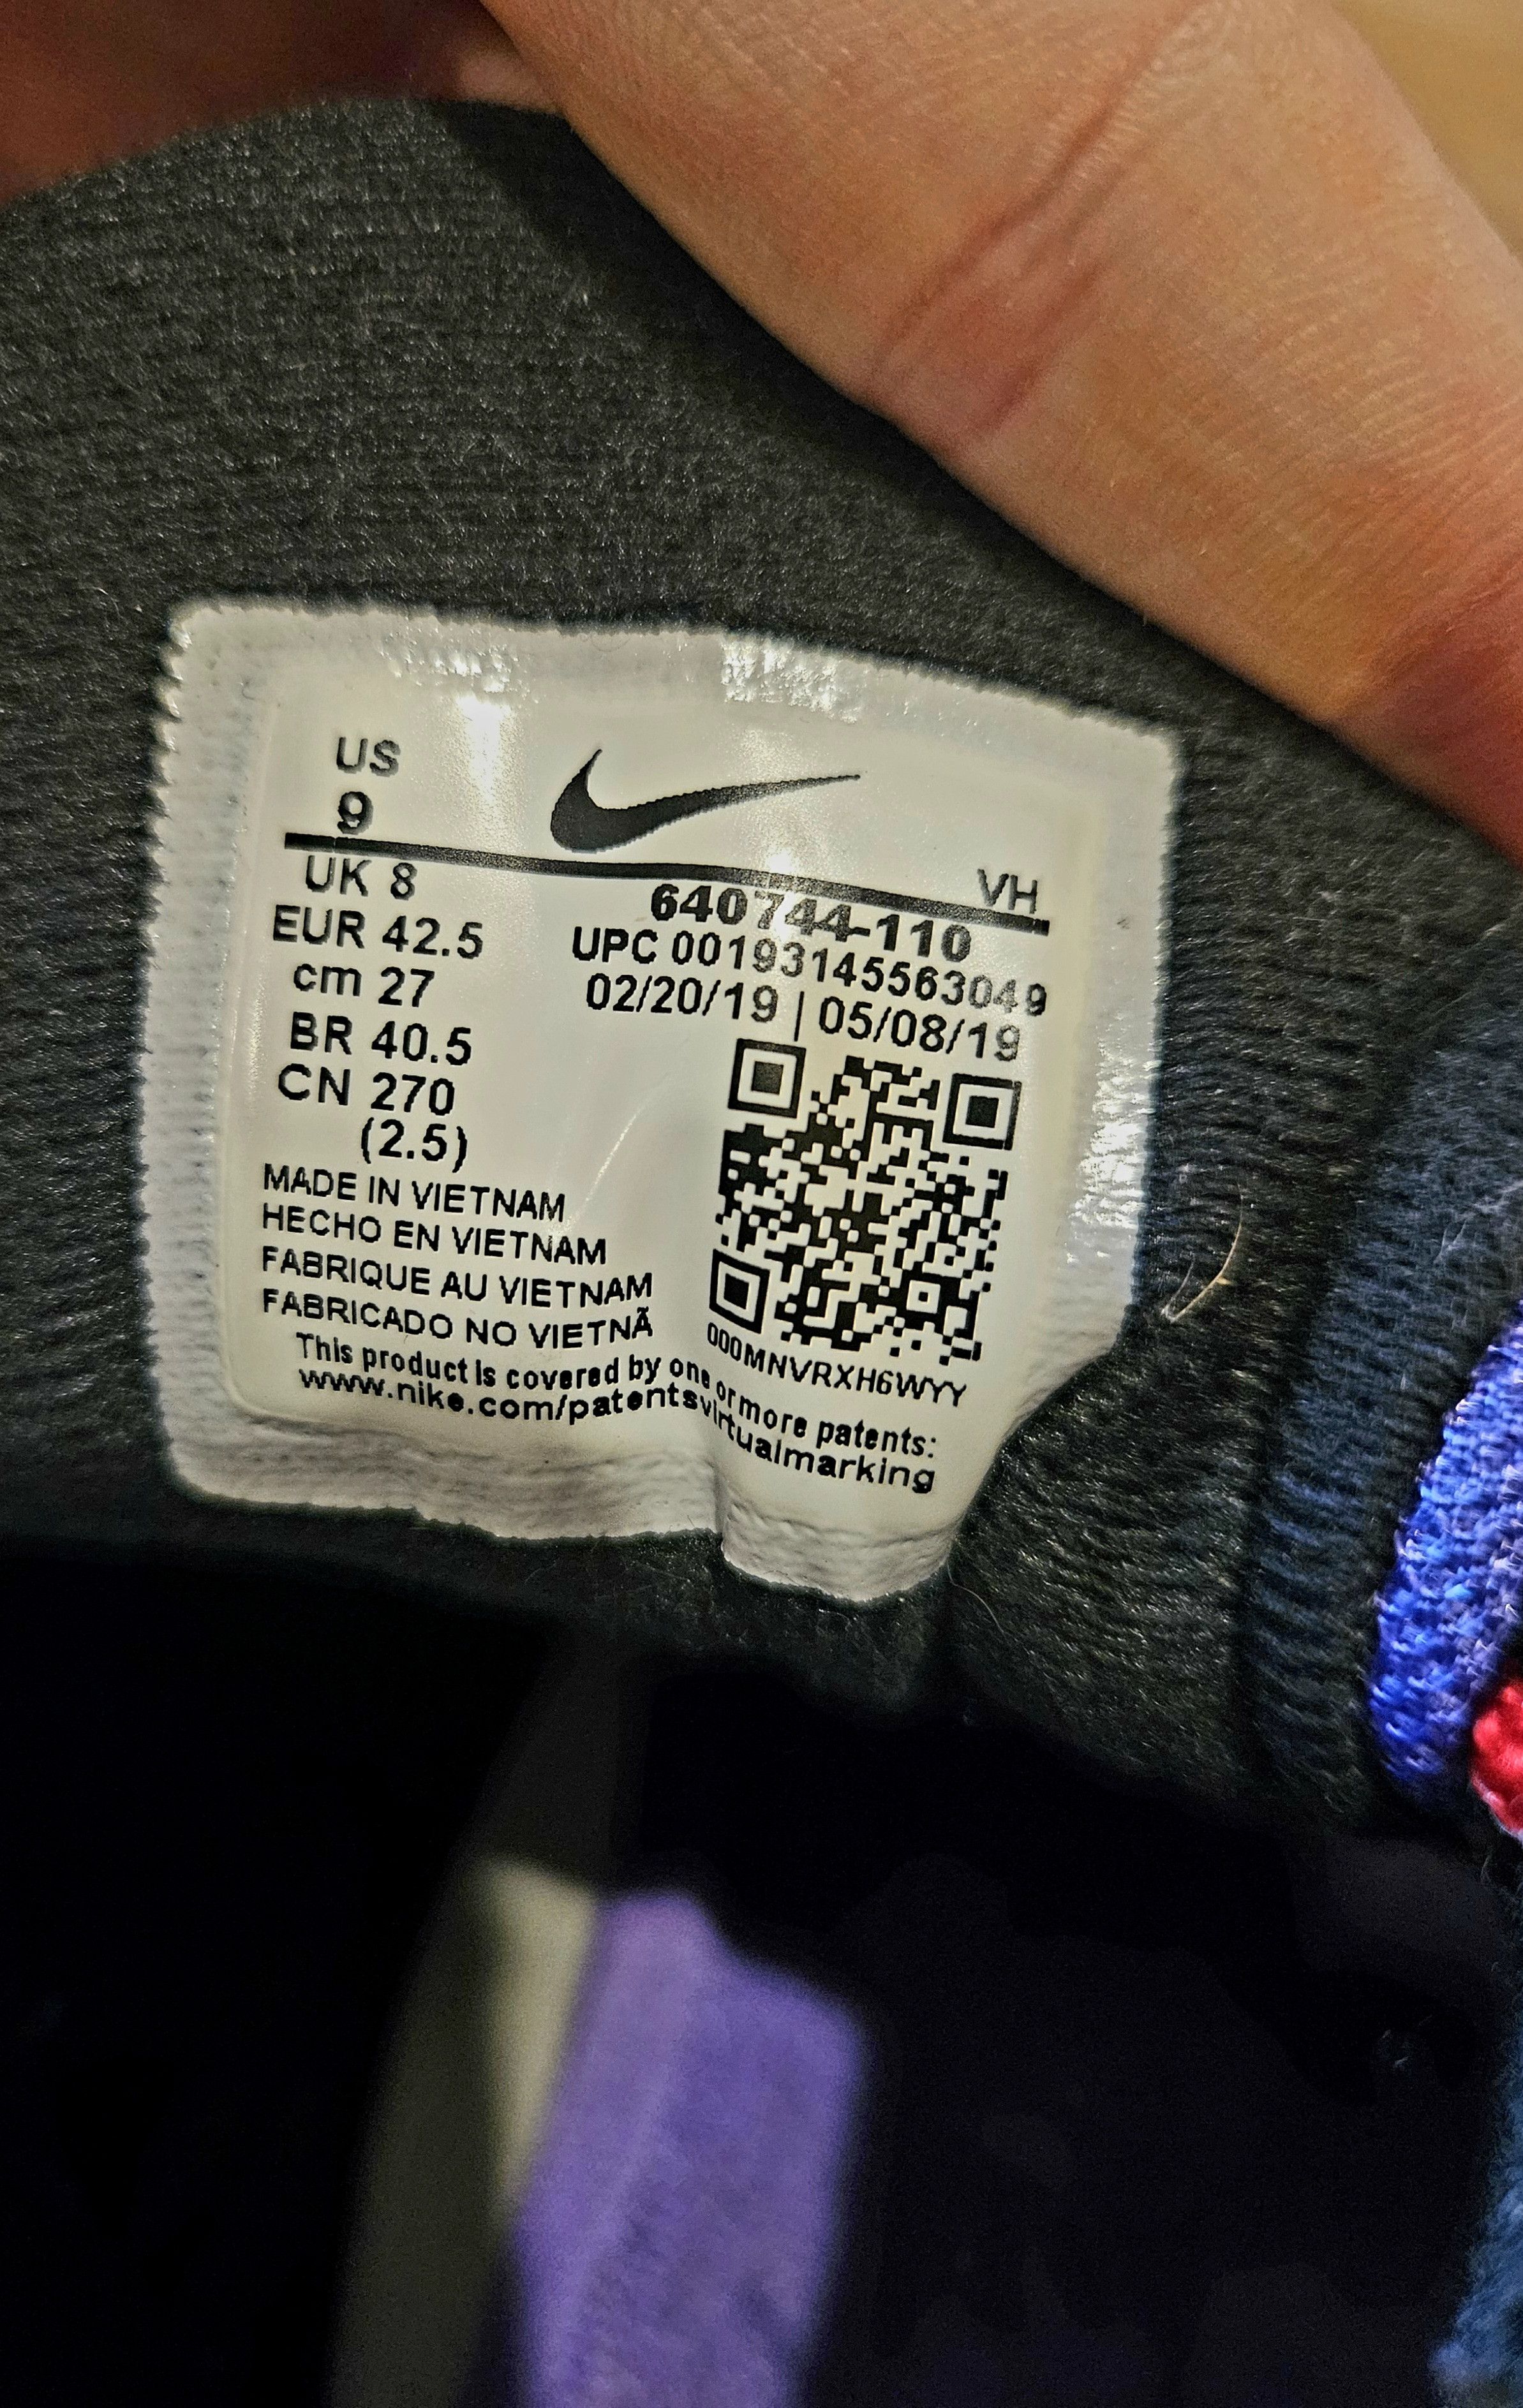 US
9
VH
UK 8
EUR 42.5
cm 27
BR 40.5
CN 270
(2.5)
640744-110
UPC 00193145563049
02/20/19 | 05/08/19
MADE IN VIETNAM
HECHO EN VIETNAM
FABRIQUE AU VIETNAM
FABRICADO NO VIETNÃ
000MNVRXH6WYY
This product is covered by one or more patents:
www.nike.com/patentsvirtualmarking